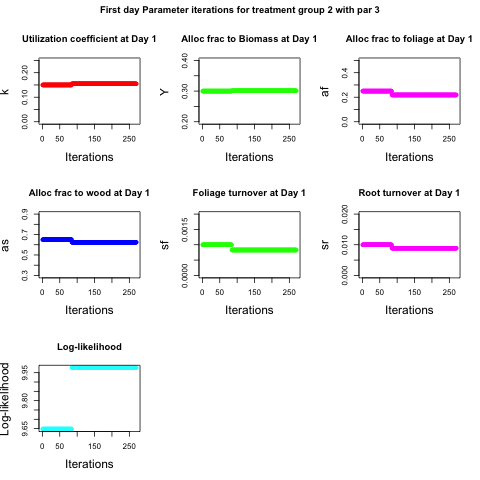 First day Parameter iterations for treatment group 2 with par 3
Utilization coefficient at Day 1
k
0.00 0.10 0.20
0 50 150 250
Iterations
Alloc frac to Biomass at Day 1
Y
0.20 0.30 0.40
0 50 150 250
Iterations
Alloc frac to foliage at Day 1
af
0.0 0.2 0.4
0 50 150 250
Iterations
Alloc frac to wood at Day 1
as
0.3 0.5 0.7 0.9
0 50 150 250
Iterations
Foliage turnover at Day 1
sf
0.0000 0.0015
0 50 150 250
Iterations
Root turnover at Day 1
sr
0.000 0.010 0.020
0 50 150 250
Iterations
Log-likelihood
Log-likelihood
9.65 9.80 9.95
0 50 150 250
Iterations